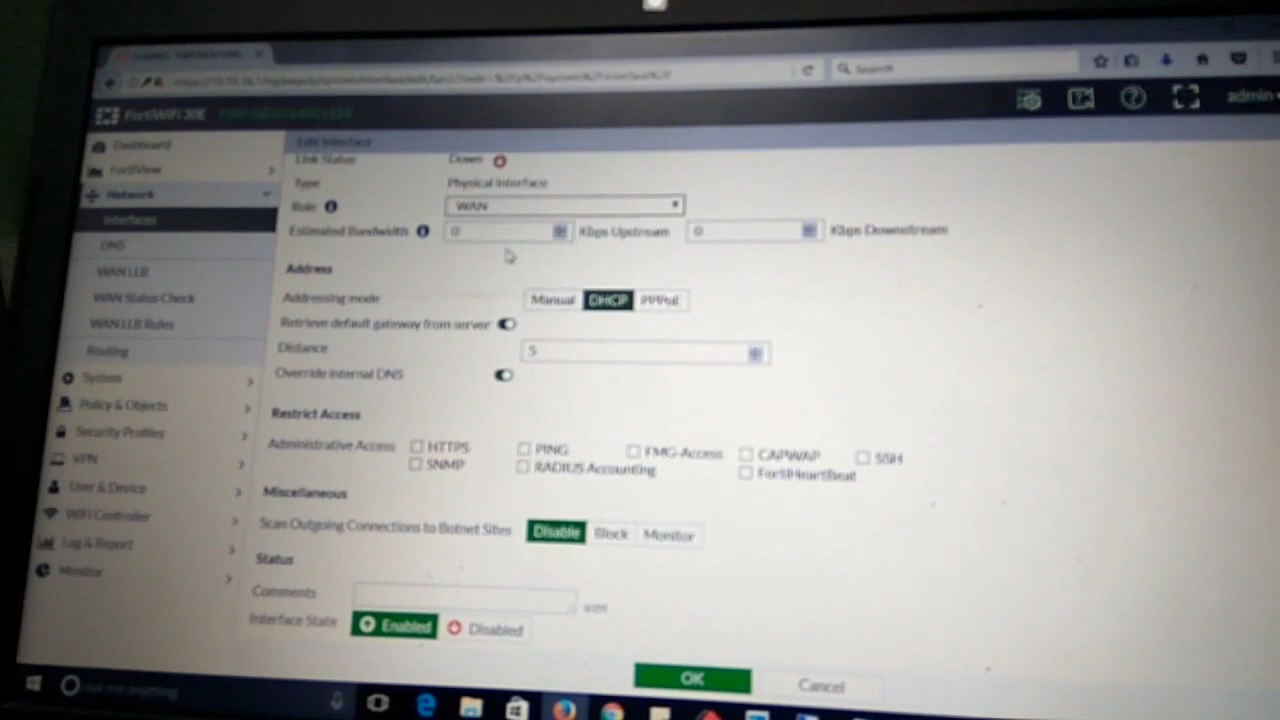 Search
FortiWiFi 30E
admin
Dashboard
Edit Interface
FortiView
Link Status Down
Network
Type Physical Interface
Interfaces
Role WAN
DNS
Estimated Bandwidth 0 Kbps Upstream 0 Kbps Downstream
WAN LLB
Address
WAN Status Check
Addressing mode Manual DHCP PPPoE
WAN LLB Rules
Retrieve default gateway from server
Routing
Distance 5
System
Override internal DNS
Policy & Objects
Restrict Access
Security Profiles
Administrative Access HTTPS PING FMG-Access CAPWAP SSH
VPN
SNMP RADIUS Accounting FortiHeartBeat
User & Device
Miscellaneous
WiFi Controller
Scan Outgoing Connections to Botnet Sites Disable Block Monitor
Log & Report
Status
Monitor
Comments
Interface State Enabled Disabled
OK Cancel
Ask me anything